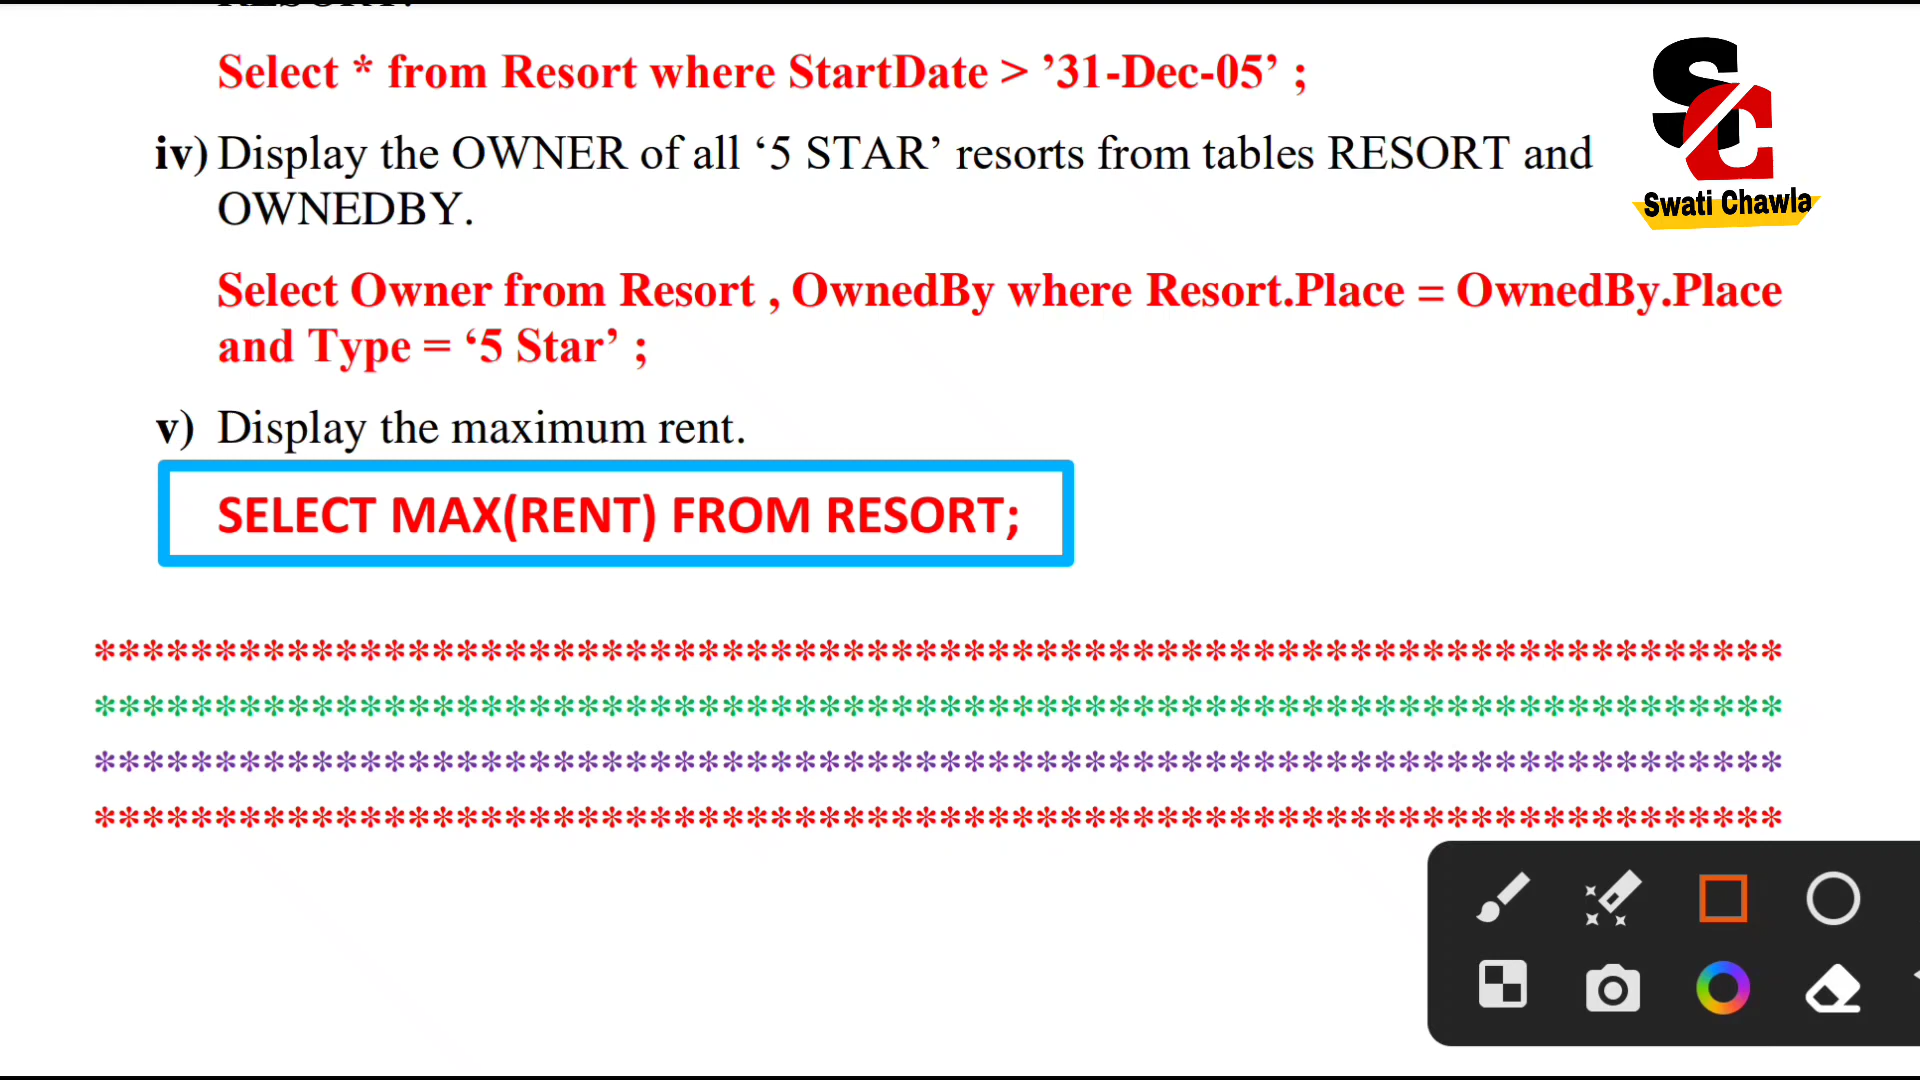 RESORT.
Select * from Resort where StartDate > ’31-Dec-05’ ;
iv) Display the OWNER of all ‘5 STAR’ resorts from tables RESORT and
OWNEDBY.
Select Owner from Resort , OwnedBy where Resort.Place = OwnedBy.Place
and Type = ‘5 Star’ ;
v) Display the maximum rent.
SELECT MAX(RENT) FROM RESORT;
**********************************************************************
**********************************************************************
**********************************************************************
**********************************************************************
SC
Swati Chawla